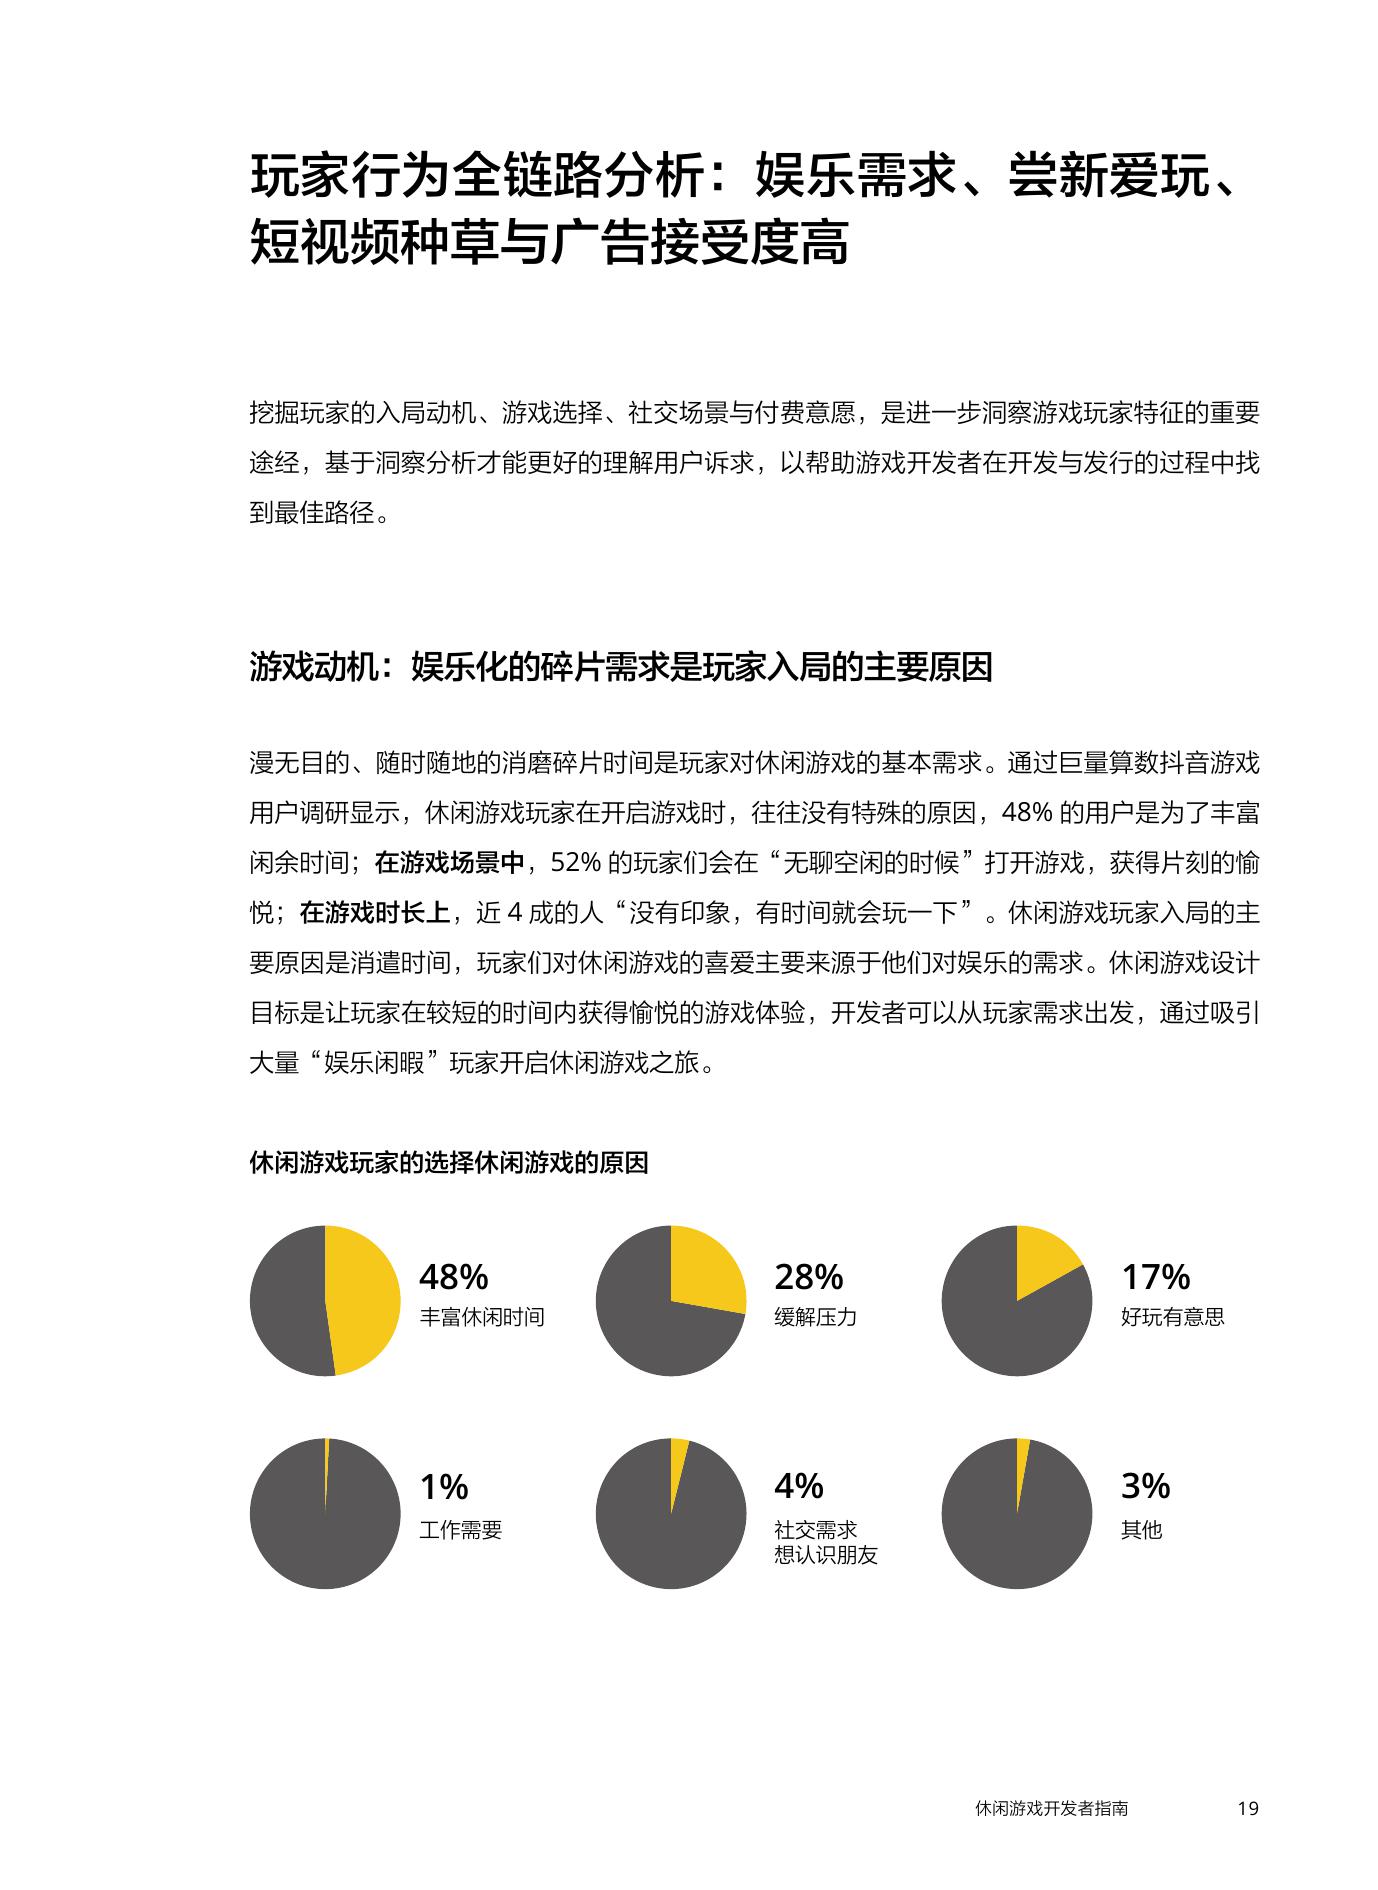 玩家行为全链路分析：娱乐需求、尝新爱玩、
短视频种草与广告接受度高
挖掘玩家的入局动机、游戏选择、社交场景与付费意愿，是进一步洞察游戏玩家特征的重要
途经，基于洞察分析才能更好的理解用户诉求，以帮助游戏开发者在开发与发行的过程中找
到最佳路径。
游戏动机：娱乐化的碎片需求是玩家入局的主要原因
漫无目的、随时随地的消磨碎片时间是玩家对休闲游戏的基本需求。通过巨量算数抖音游戏
用户调研显示，休闲游戏玩家在开启游戏时，往往没有特殊的原因，48% 的用户是为了丰富
闲余时间；在游戏场景中，52% 的玩家们会在“无聊空闲的时候”打开游戏，获得片刻的愉
悦；在游戏时长上，近 4 成的人“没有印象，有时间就会玩一下”。休闲游戏玩家入局的主
要原因是消遣时间，玩家们对休闲游戏的喜爱主要来源于他们对娱乐的需求。休闲游戏设计
目标是让玩家在较短的时间内获得愉悦的游戏体验，开发者可以从玩家需求出发，通过吸引
大量“娱乐闲暇”玩家开启休闲游戏之旅。
休闲游戏玩家的选择休闲游戏的原因
48%
丰富休闲时间
28%
缓解压力
17%
好玩有意思
1%
工作需要
4%
社交需求
想认识朋友
3%
其他
休闲游戏开发者指南 19